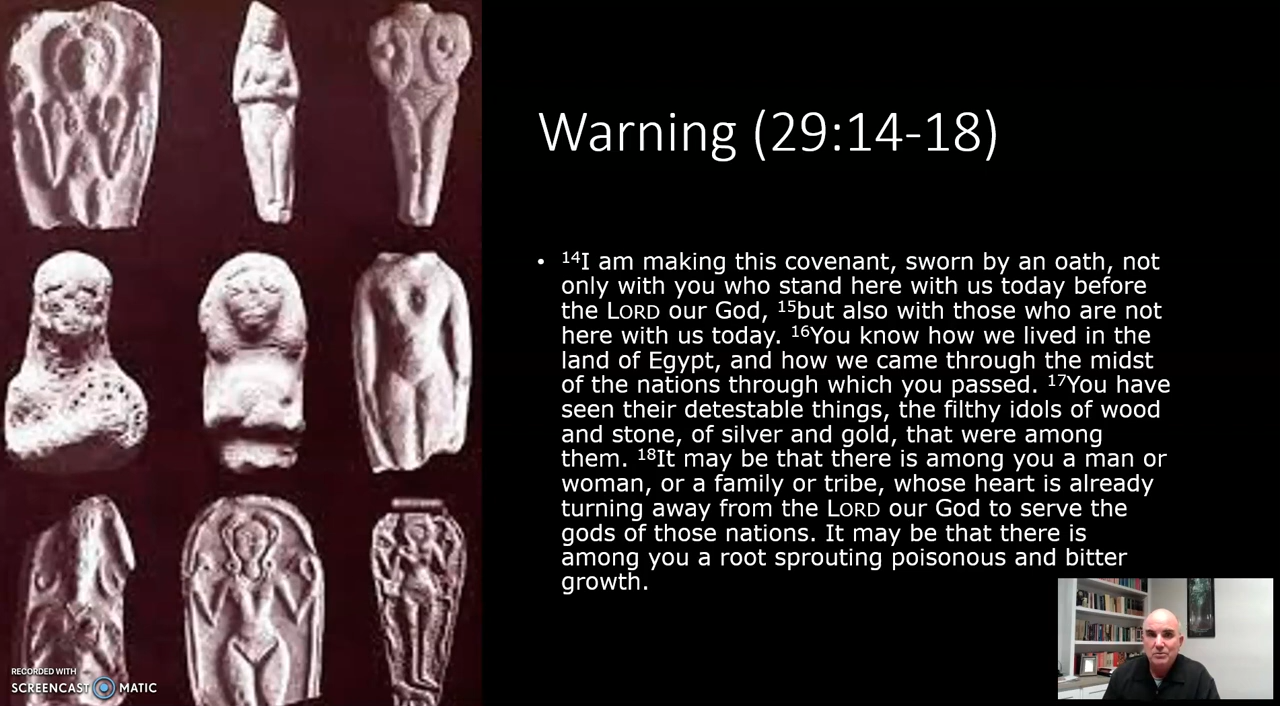 Warning (29:14-18)
• ¹⁴I am making this covenant, sworn by an oath, not
only with you who stand here with us today before
the LORD our God, ¹⁵but also with those who are not
here with us today. ¹⁶You know how we lived in the
land of Egypt, and how we came through the midst
of the nations through which you passed. ¹⁷You have
seen their detestable things, the filthy idols of wood
and stone, of silver and gold, that were among
them. ¹⁸It may be that there is among you a man or
woman, or a family or tribe, whose heart is already
turning away from the LORD our God to serve the
gods of those nations. It may be that there is
among you a root sprouting poisonous and bitter
growth.
RECORDED WITH
SCREENCAST MATIC